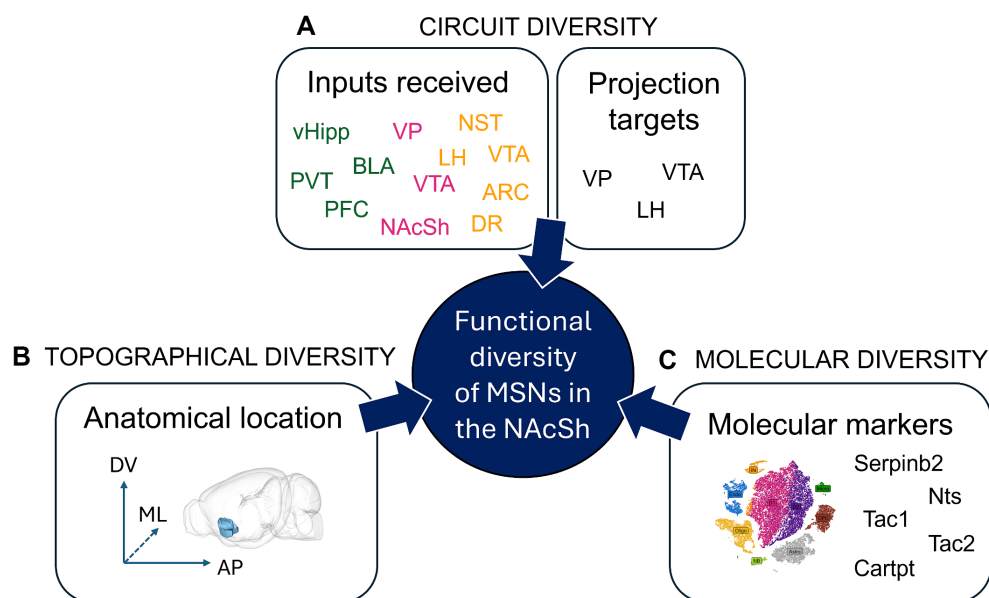 A CIRCUIT DIVERSITY
Inputs received
vHipp VP NST
BLA LH VTA
PVT VTA ARC
PFC NAcSh DR
Projection
targets
VP VTA
LH
Functional
diversity
of MSNs in
the NAcSh
B TOPOGRAPHICAL DIVERSITY
Anatomical location
DV
ML
AP
C MOLECULAR DIVERSITY
Molecular markers
Serpinb2
Nts
Tac1
Tac2
Cartpt
Oligo
Astro